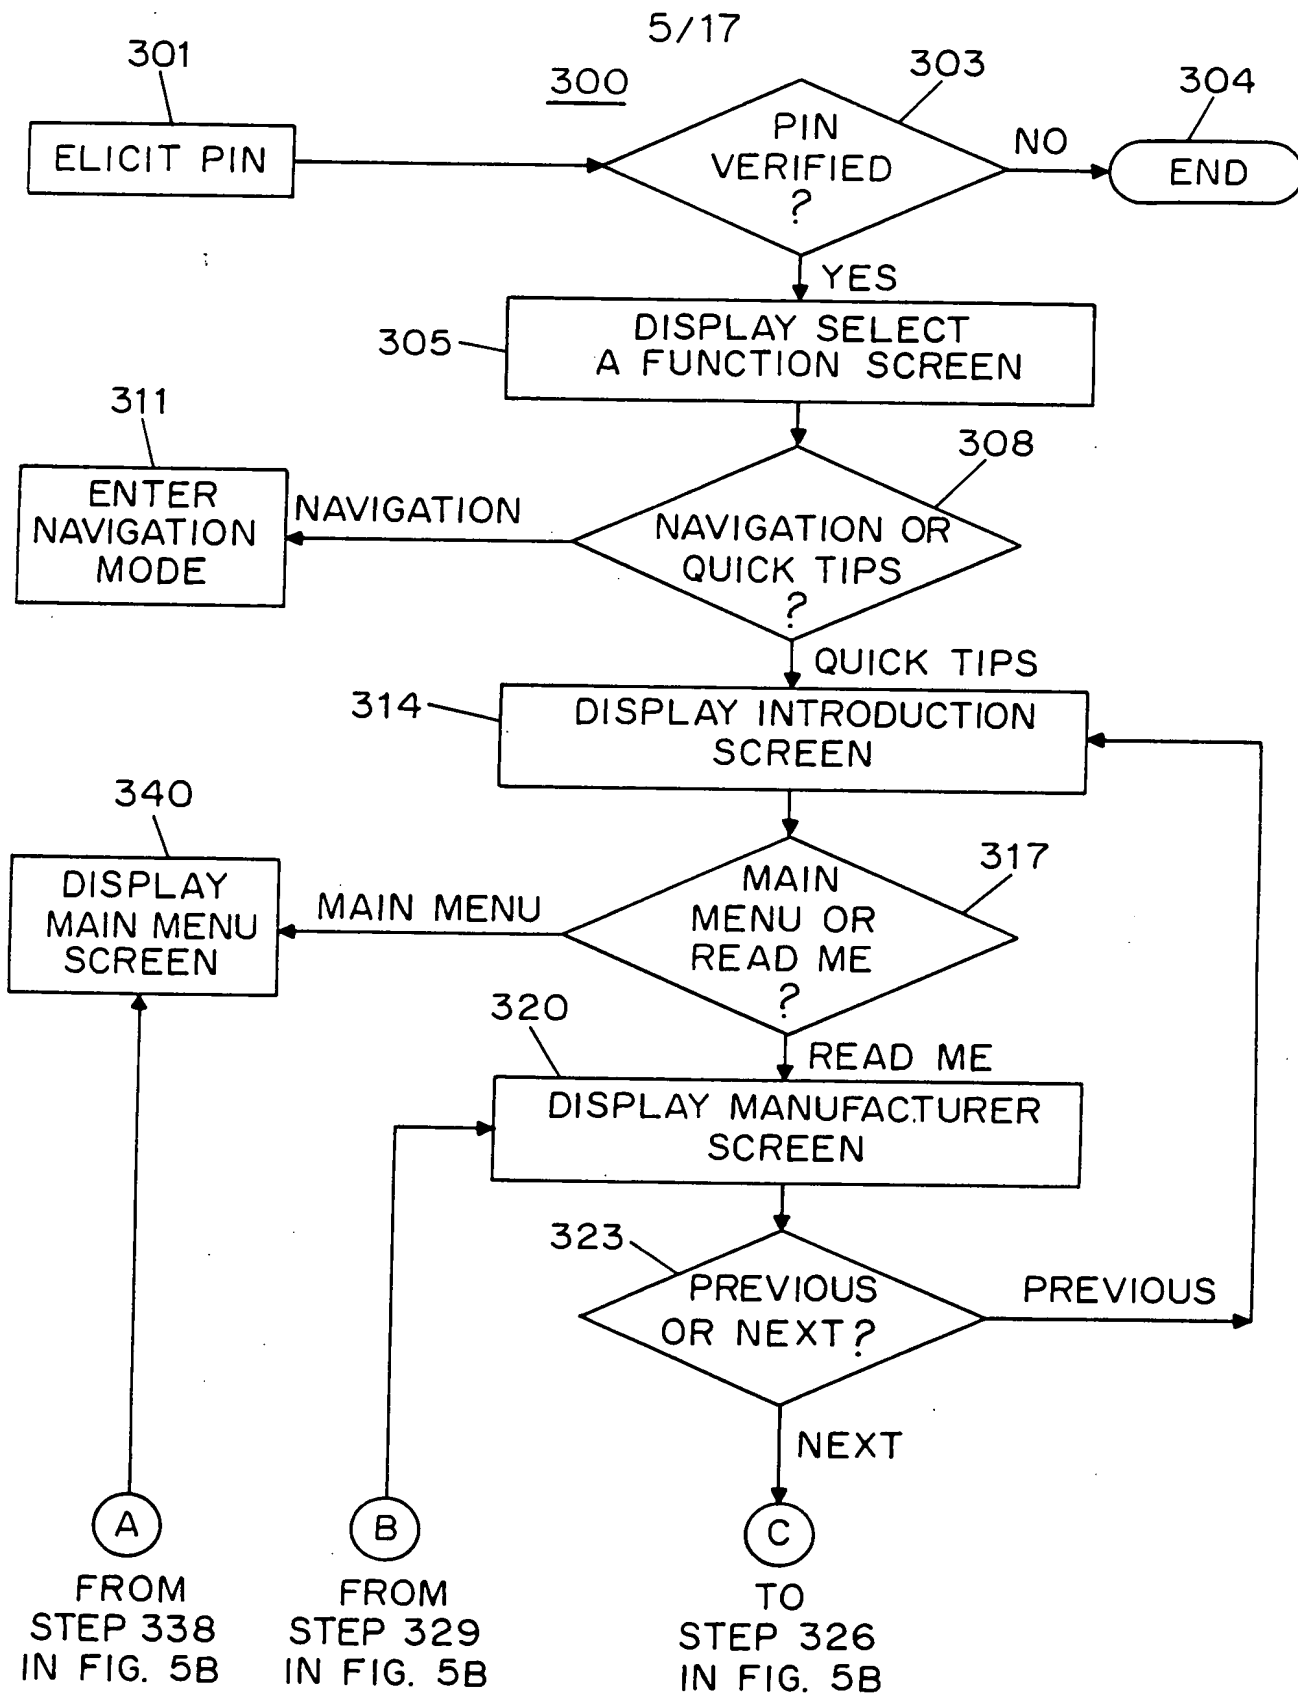 5/17
301
300
303
304
ELICIT PIN
PIN
VERIFIED
?
NO
END
YES
305
DISPLAY SELECT
A FUNCTION SCREEN
311
308
ENTER
NAVIGATION
MODE
NAVIGATION
NAVIGATION OR
QUICK TIPS
?
QUICK TIPS
314
DISPLAY INTRODUCTION
SCREEN
340
317
DISPLAY
MAIN MENU
SCREEN
MAIN MENU
MAIN
MENU OR
READ ME
?
320
READ ME
DISPLAY MANUFACTURER
SCREEN
323
PREVIOUS
OR NEXT?
PREVIOUS
NEXT
A
FROM
STEP 338
IN FIG. 5B
B
FROM
STEP 329
IN FIG. 5B
C
TO
STEP 326
IN FIG. 5B